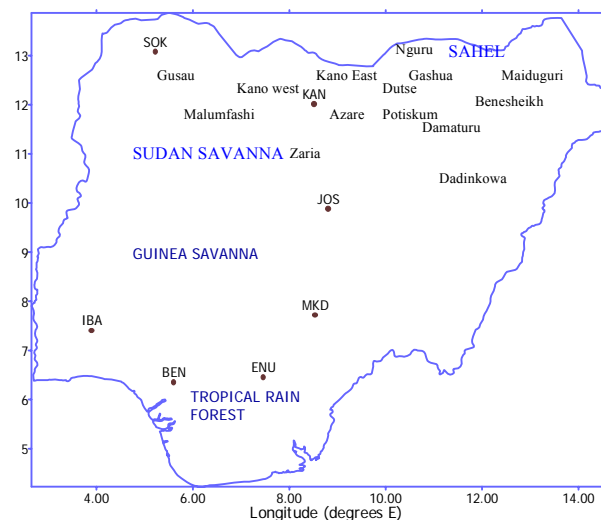 SOK
13
Nguru
SAHEL
Gusau
Kano East
Gashua
Maiduguri
Kano west
KAN
Dutse
12
Benesheikh
Malumfashi
Azare
Potiskum
Damaturu
11
SUDAN SAVANNA
Zaria
Dadinkowa
10
JOS
9
GUINEA SAVANNA
8
MKD
IBA
7
BEN
ENU
6
TROPICAL RAIN
FOREST
5
4.00 6.00 8.00 10.00 12.00 14.00
Longitude (degrees E)